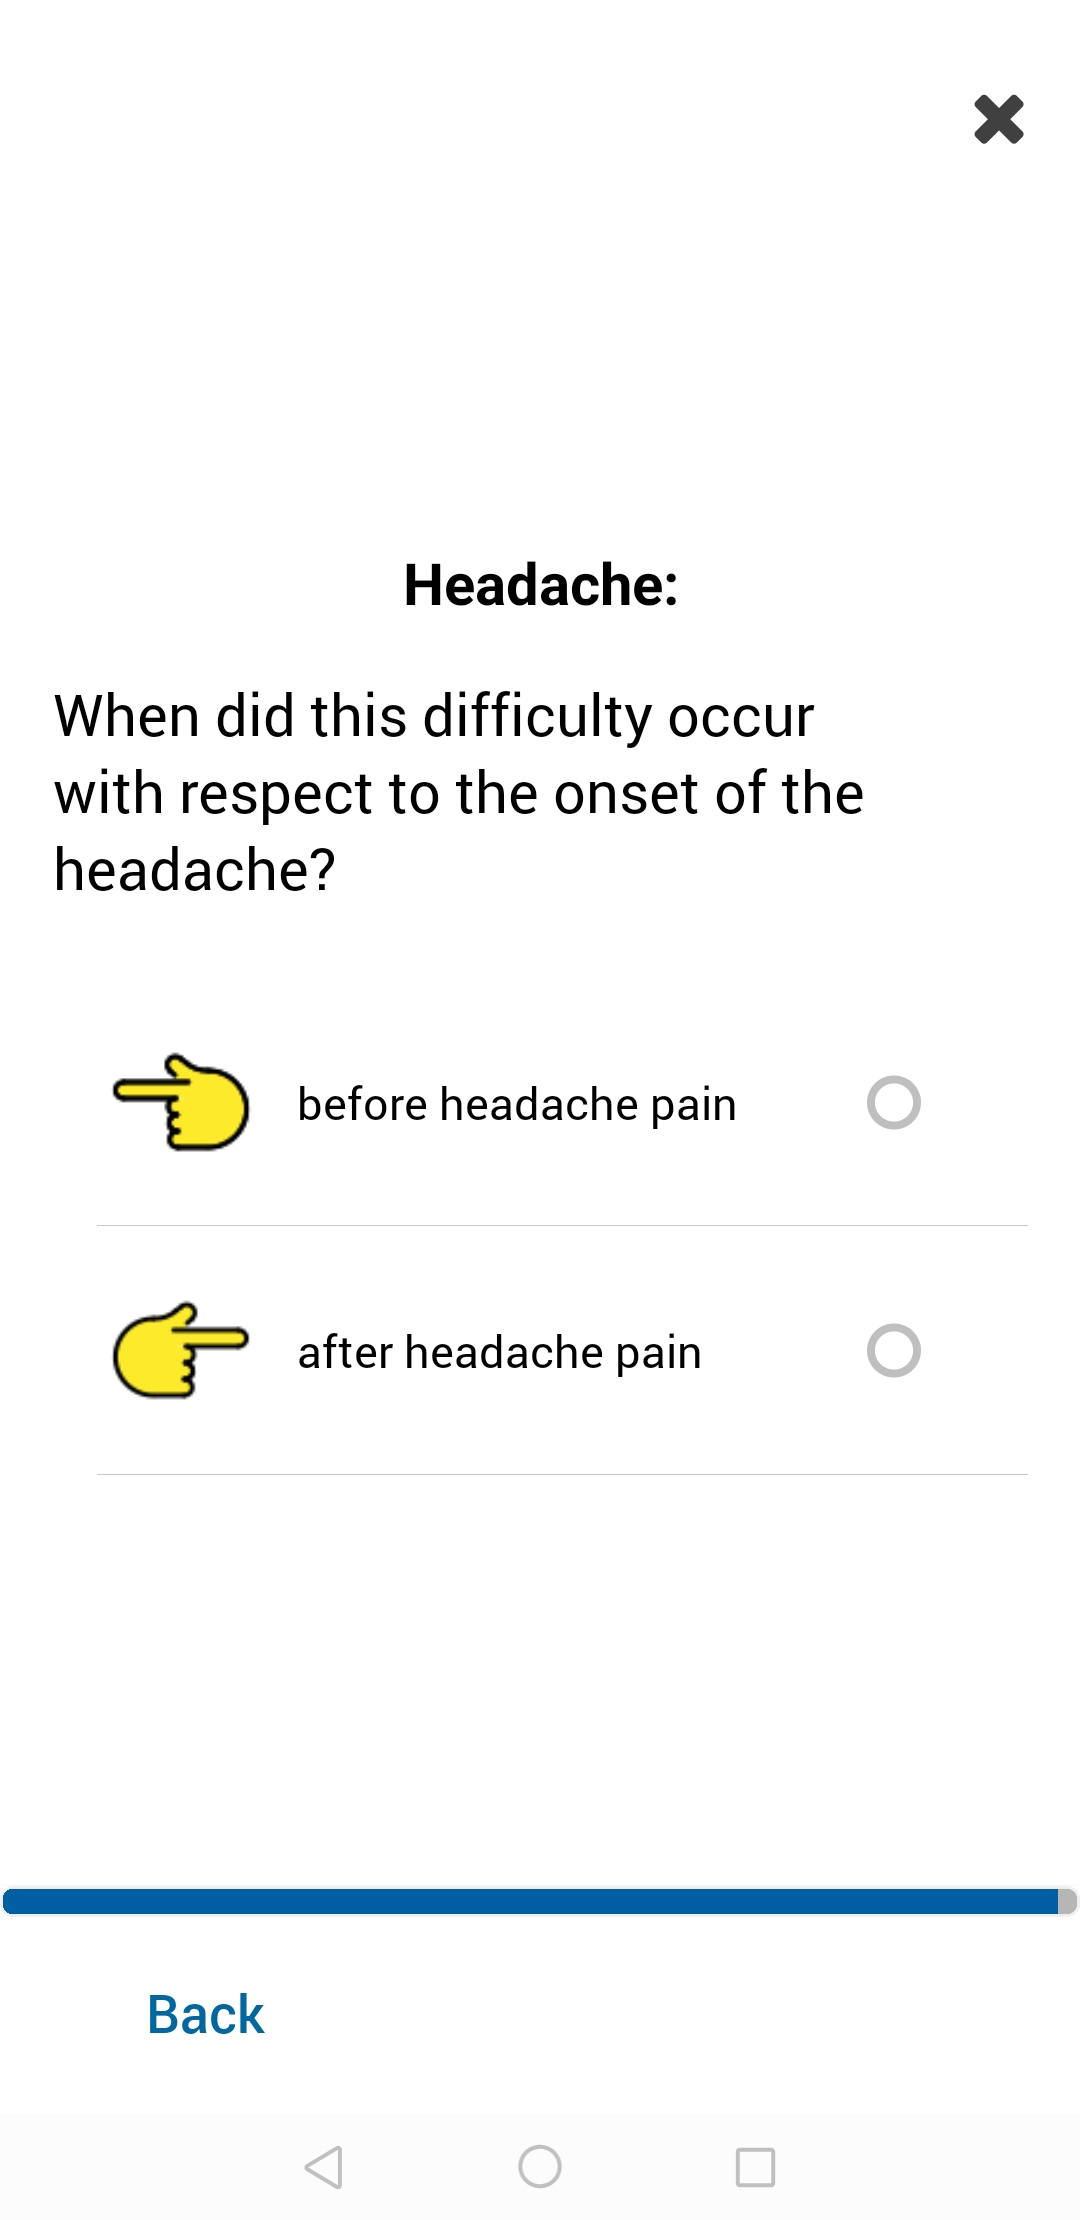 Headache:
When did this difficulty occur
with respect to the onset of the
headache?
before headache pain
after headache pain
Back